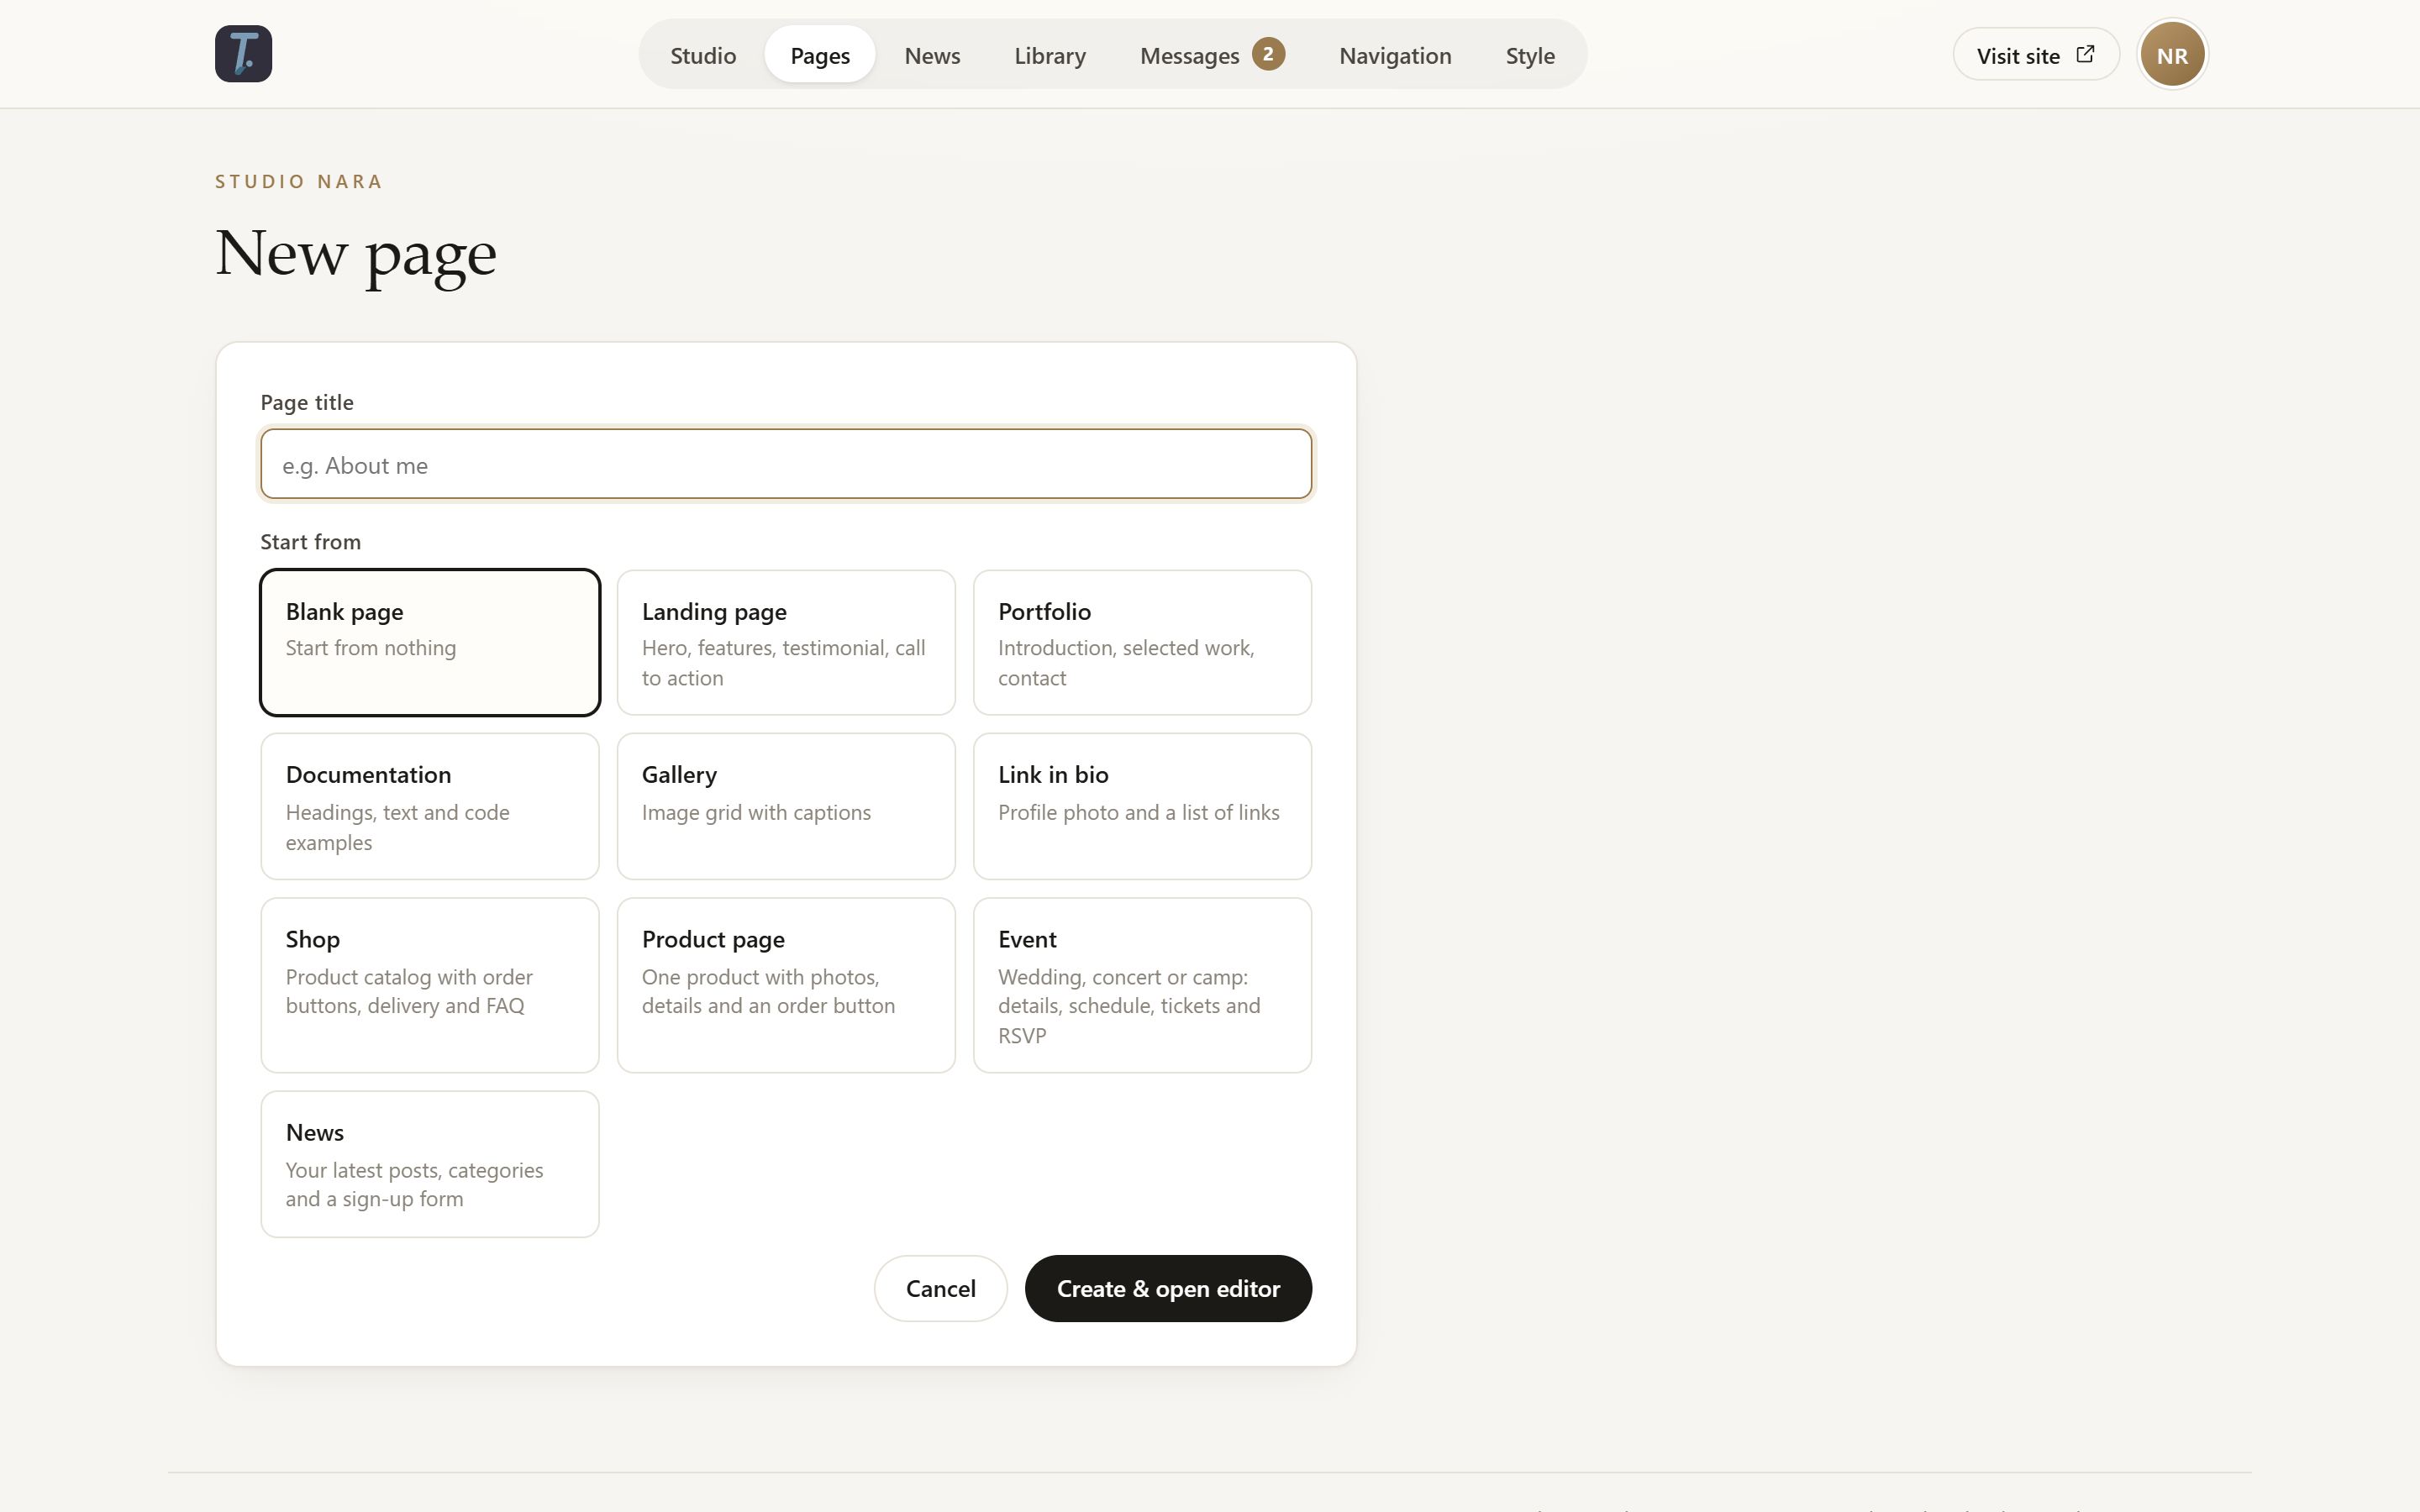 T.
Studio
Pages
News
Library
Messages 2
Navigation
Style
Visit site
NR
STUDIO NARA
New page
Page title
e.g. About me
Start from
Blank page
Start from nothing
Landing page
Hero, features, testimonial, call
to action
Portfolio
Introduction, selected work,
contact
Documentation
Headings, text and code
examples
Gallery
Image grid with captions
Link in bio
Profile photo and a list of links
Shop
Product catalog with order
buttons, delivery and FAQ
Product page
One product with photos,
details and an order button
Event
Wedding, concert or camp:
details, schedule, tickets and
RSVP
News
Your latest posts, categories
and a sign-up form
Cancel
Create & open editor